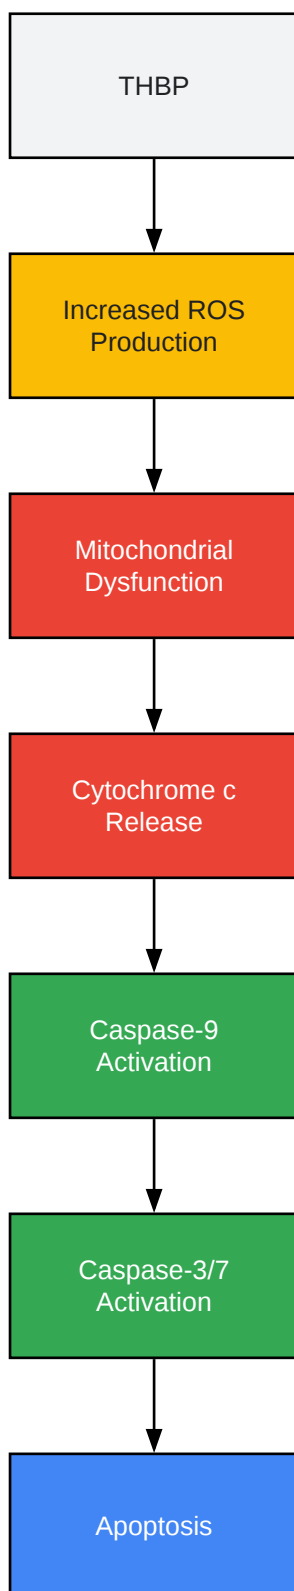 THBP
Increased ROS
Production
Mitochondrial
Dysfunction
Cytochrome c
Release
Caspase-9
Activation
Caspase-3/7
Activation
Apoptosis